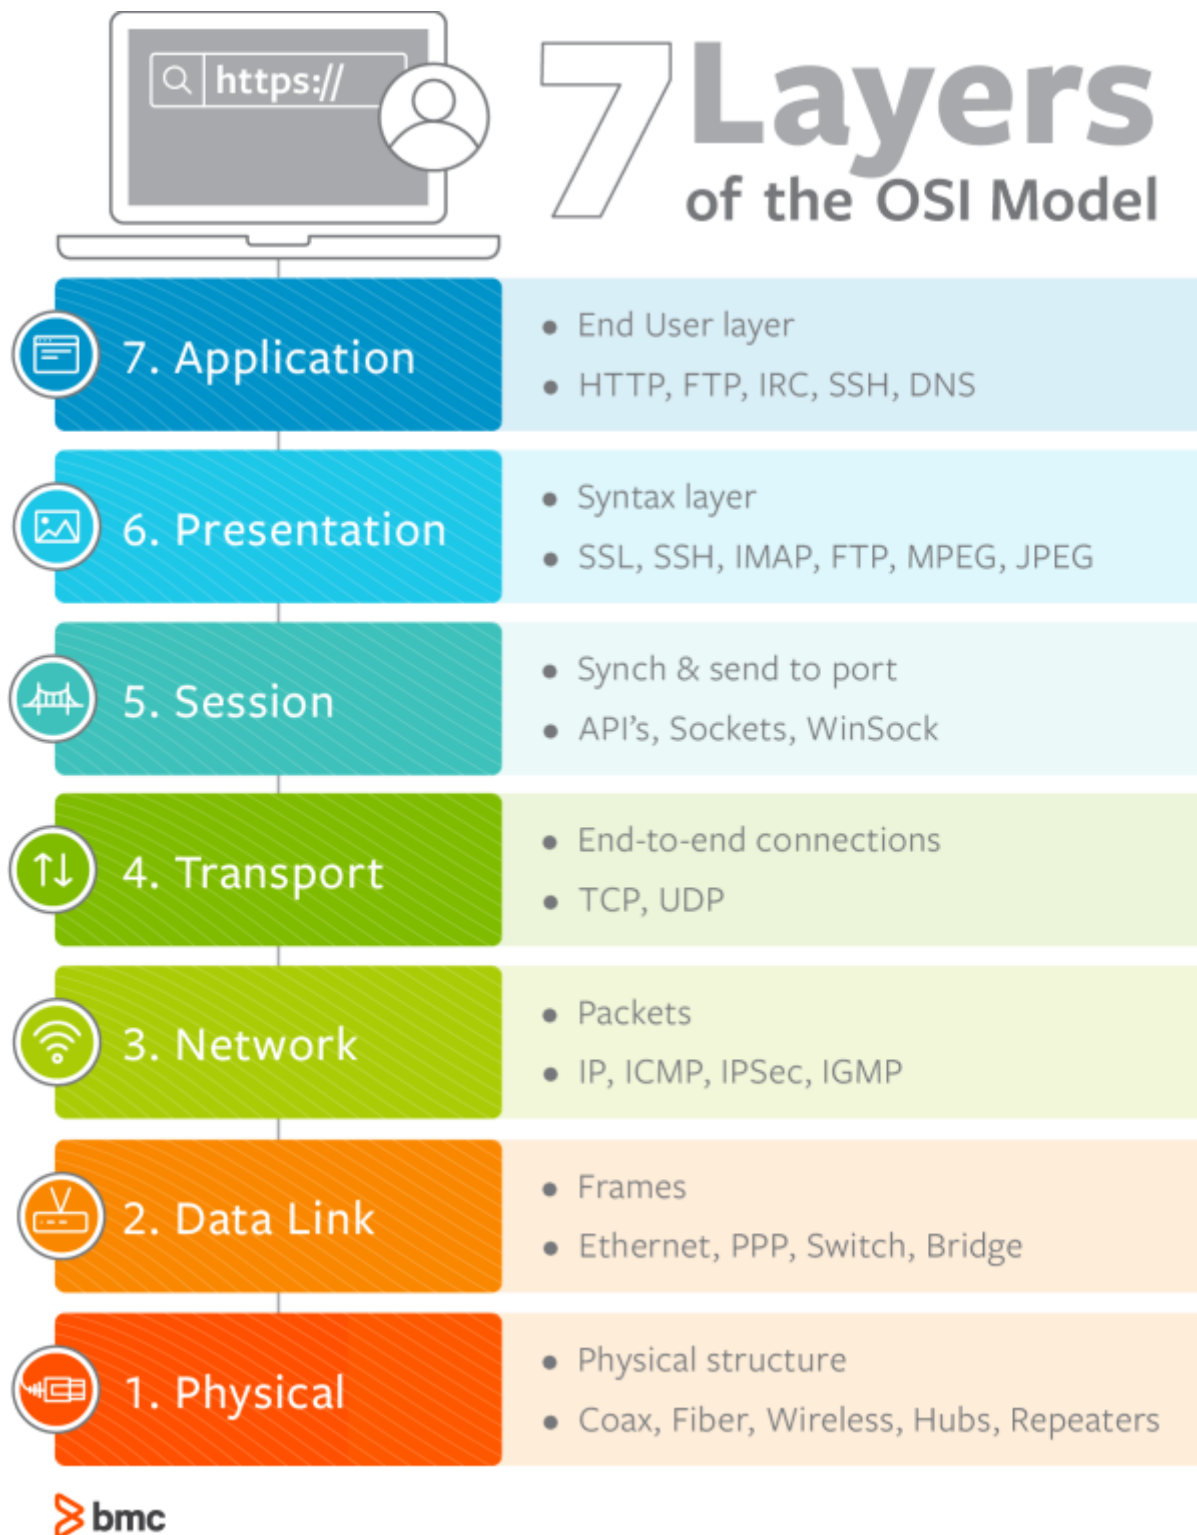 https://
7 Layers
of the OSI Model
7. Application
• End User layer
• HTTP, FTP, IRC, SSH, DNS
6. Presentation
• Syntax layer
• SSL, SSH, IMAP, FTP, MPEG, JPEG
5. Session
• Synch & send to port
• API’s, Sockets, WinSock
4. Transport
• End-to-end connections
• TCP, UDP
3. Network
• Packets
• IP, ICMP, IPSec, IGMP
2. Data Link
• Frames
• Ethernet, PPP, Switch, Bridge
1. Physical
• Physical structure
• Coax, Fiber, Wireless, Hubs, Repeaters
bmc